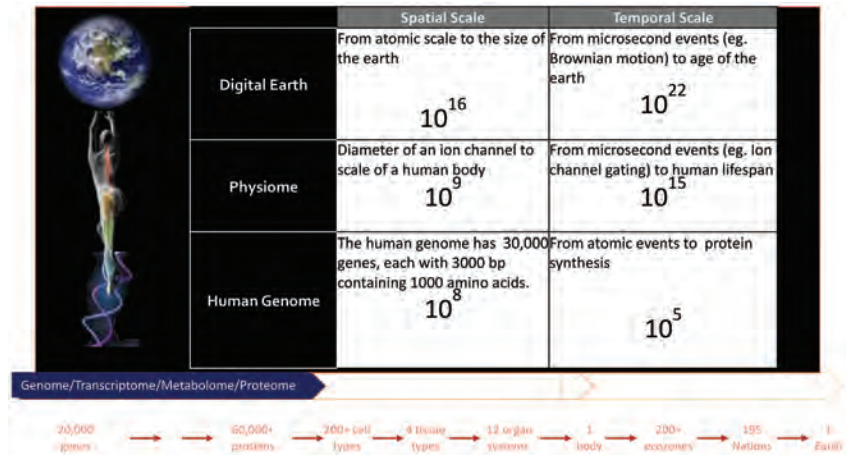 Spatial Scale
Temporal Scale
Digital Earth
From atomic scale to the size of
the earth
10^16
From microsecond events (eg.
Brownian motion) to age of the
earth
10^22
Physiome
Diameter of an ion channel to
scale of a human body
10^9
From microsecond events (eg. Ion
channel gating) to human lifespan
10^15
Human Genome
The human genome has 30,000
genes, each with 3000 bp
containing 1000 amino acids.
10^8
From atomic events to protein
synthesis
10^5
Genome/Transcriptome/Metabolome/Proteome
20,000
genes
60,000+
proteins
200+ cell
types
4 tissue
types
12 organ
systems
1
body
200+
ecozones
195
Nations
1
Earth